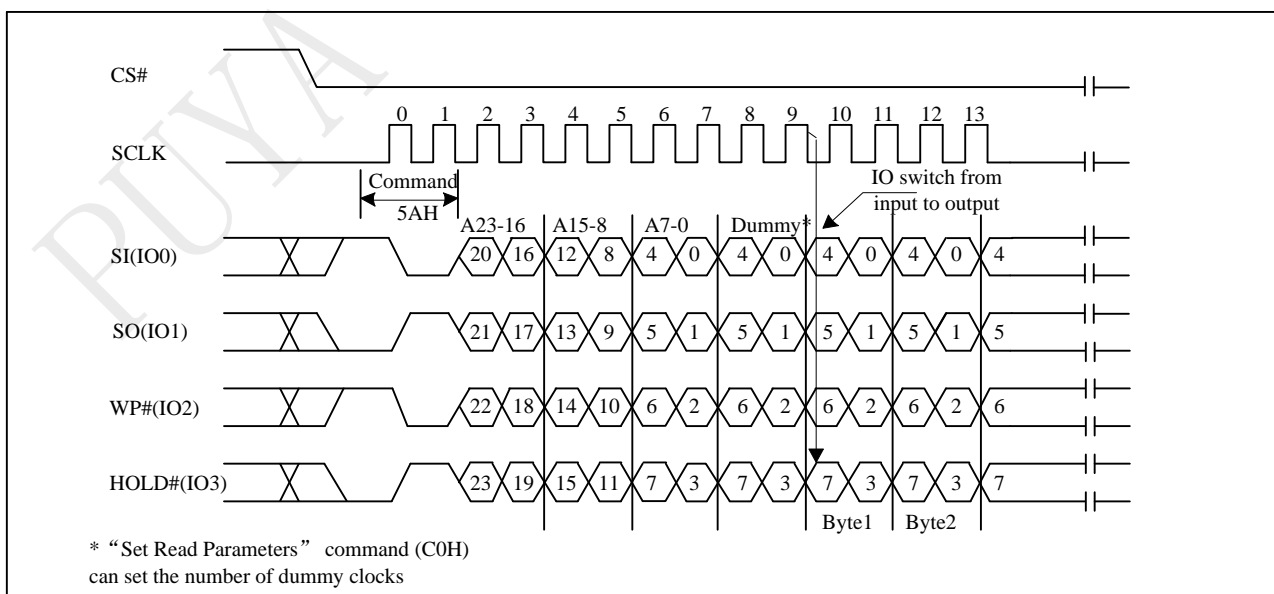 PUYA
CS#
0 1 2 3 4 5 6 7 8 9 10 11 12 13
SCLK
Command
5AH
IO switch from
input to output
A23-16 A15-8 A7-0 Dummy*
SI(IO0) 20 16 12 8 4 0 4 0 4 0 4 0 4
SO(IO1) 21 17 13 9 5 1 5 1 5 1 5 1 5
WP#(IO2) 22 18 14 10 6 2 6 2 6 2 6 2 6
HOLD#(IO3) 23 19 15 11 7 3 7 3 7 3 7 3 7
Byte1 Byte2
* “Set Read Parameters” command (C0H)
can set the number of dummy clocks